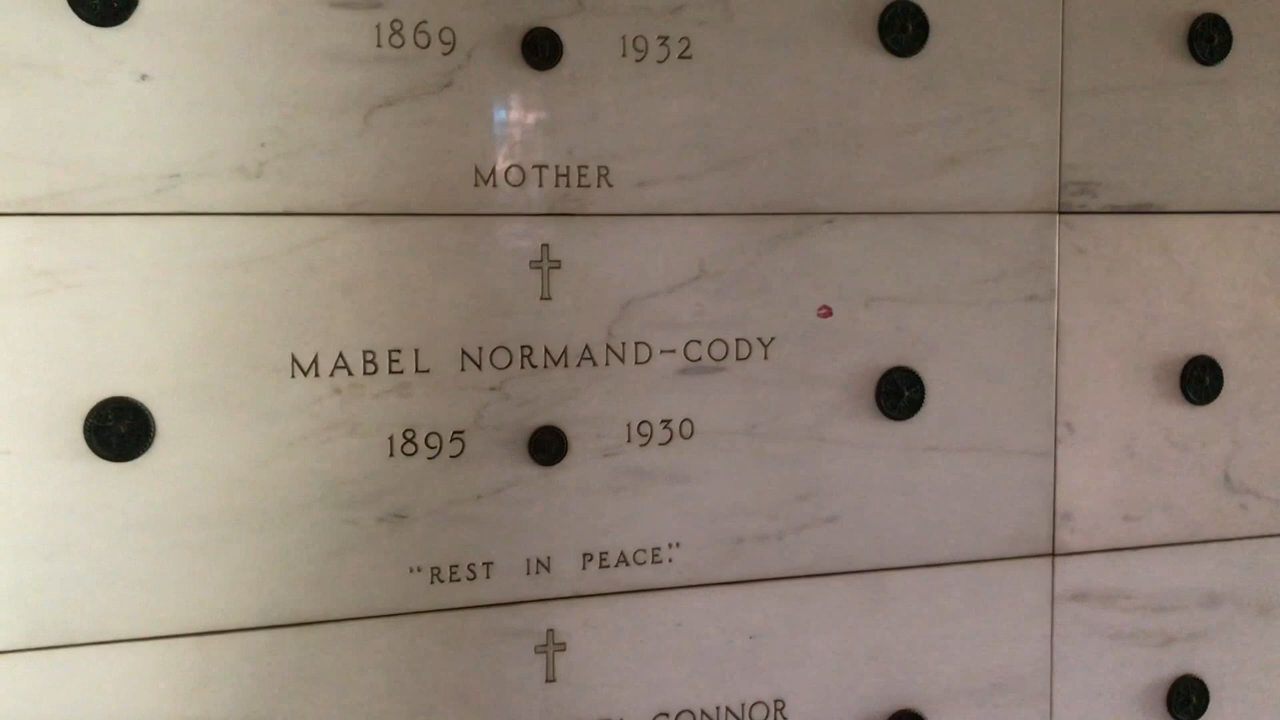 1869 1932
MOTHER
MABEL NORMAND-CODY
1895 1930
"REST IN PEACE."
CONNOR